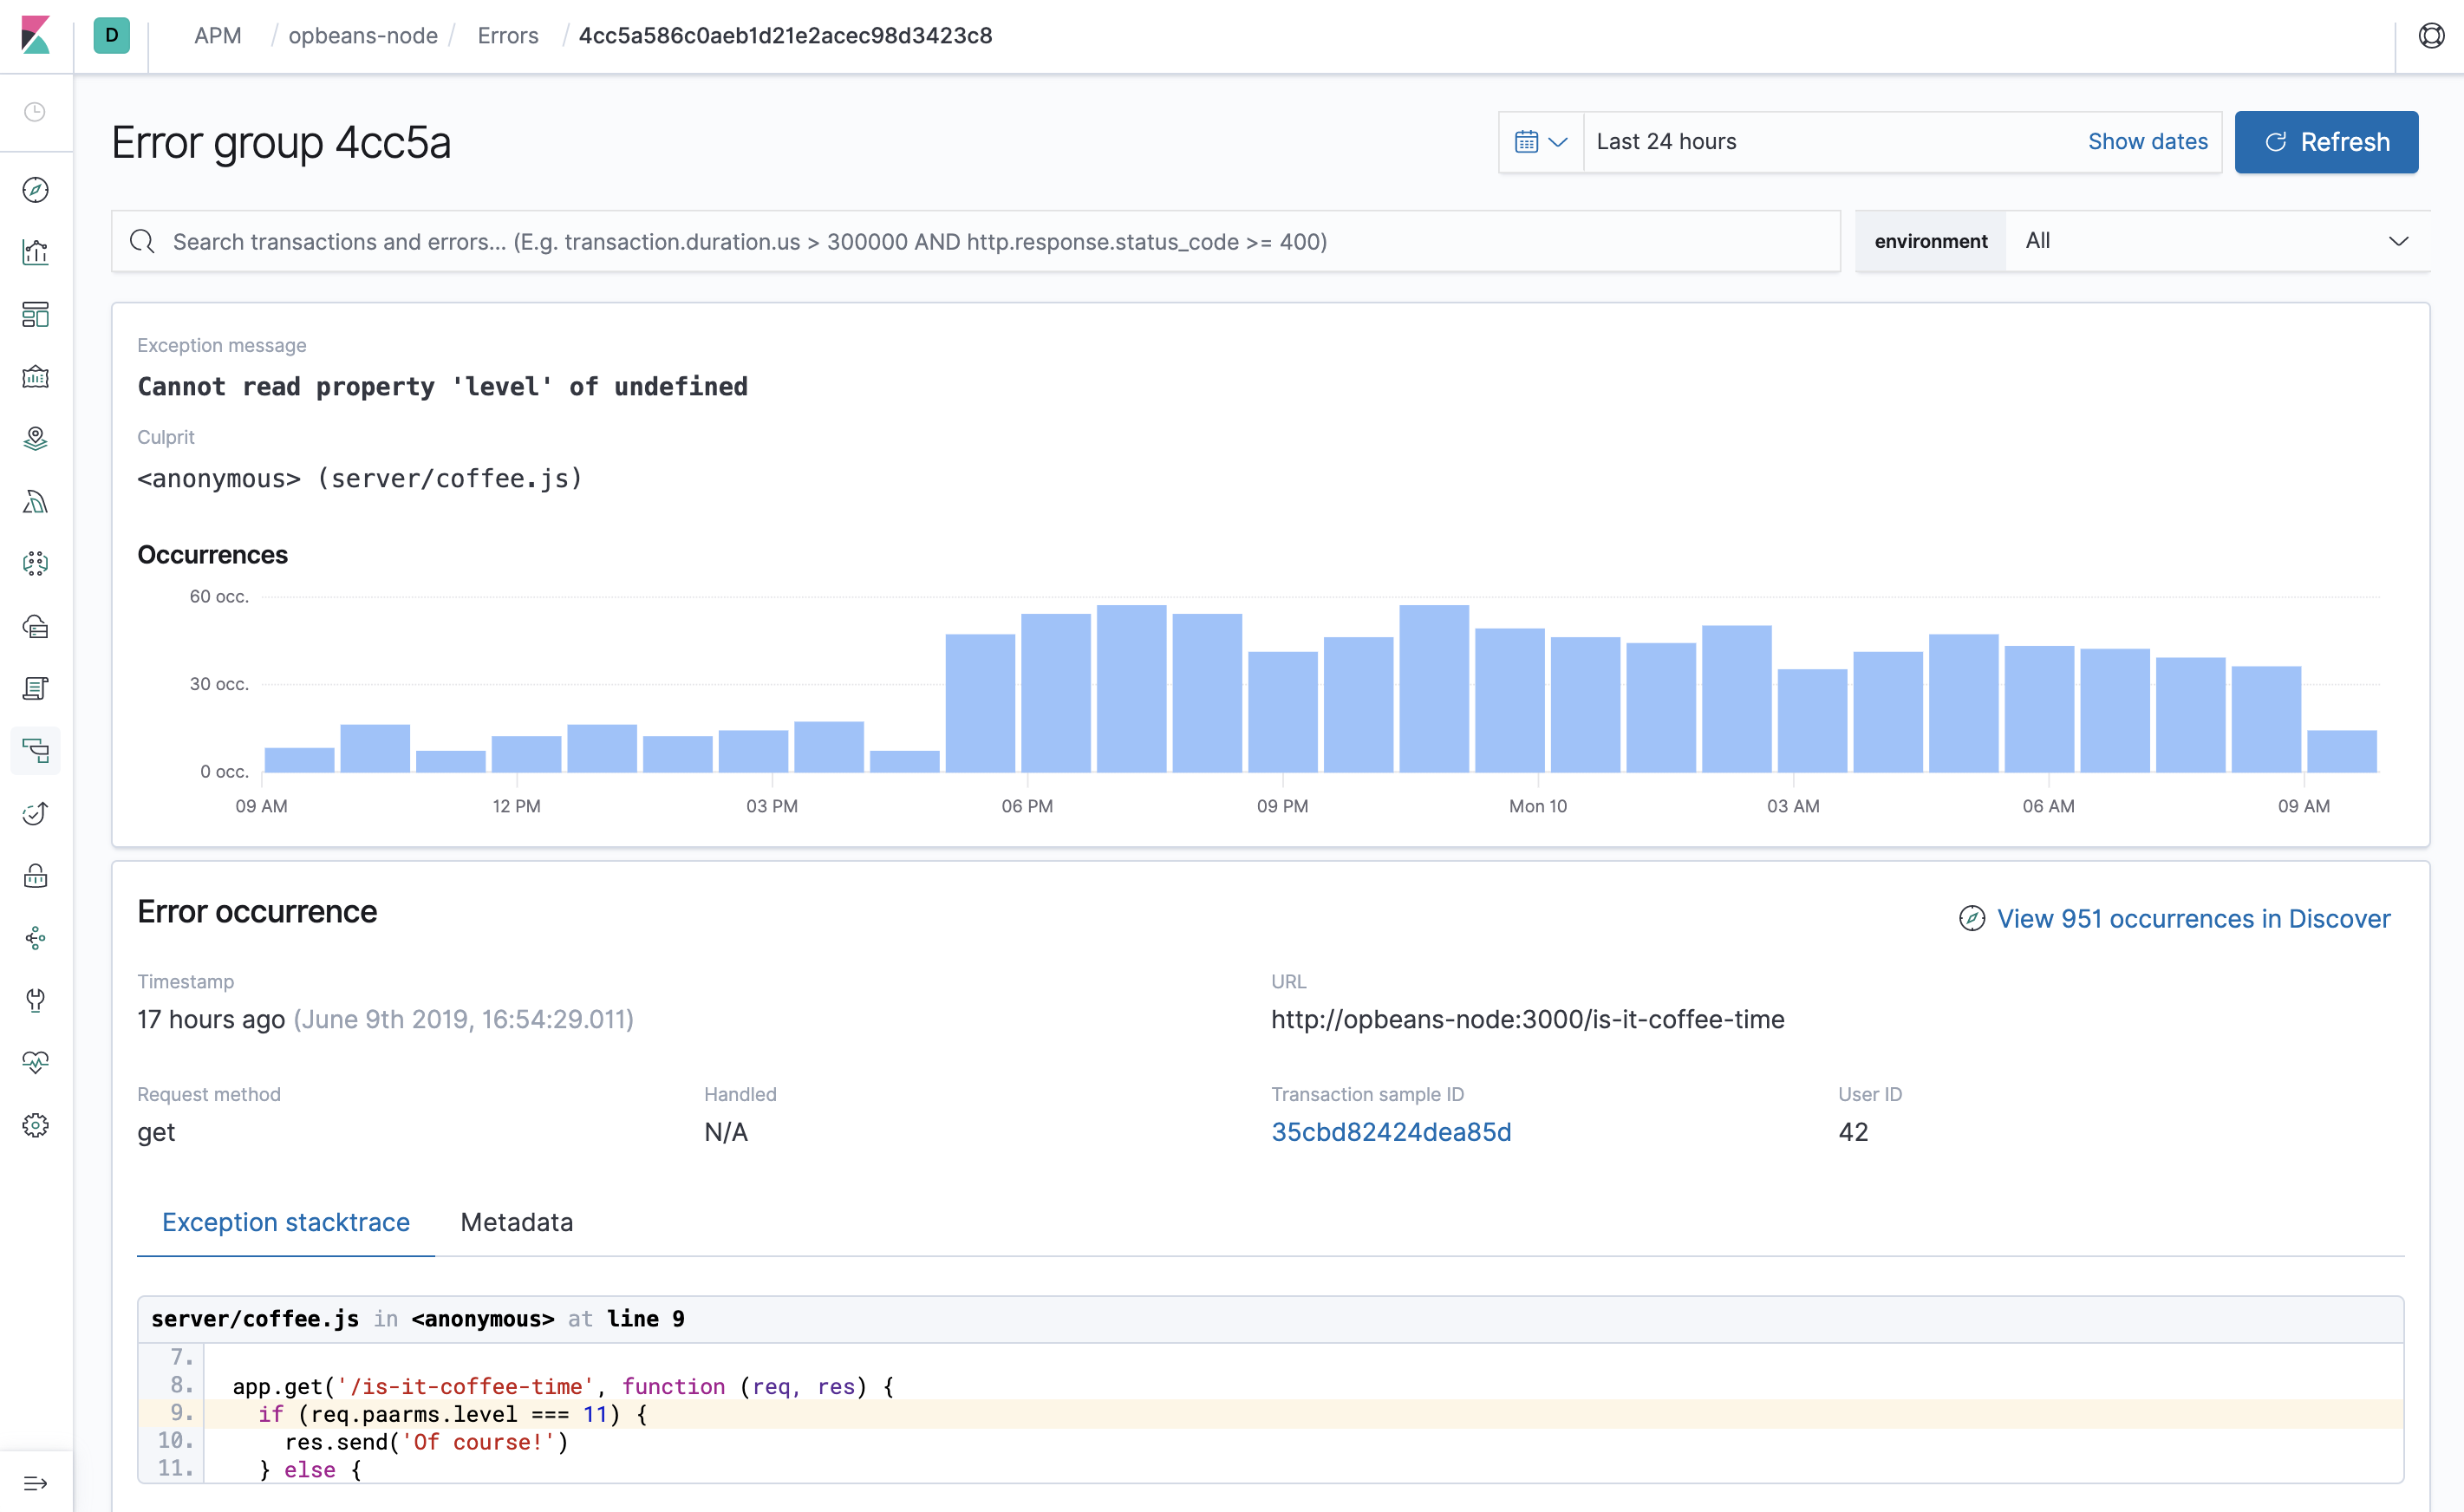 D APM / opbeans-node / Errors / 4cc5a586c0aeb1d21e2acec98d3423c8
Error group 4cc5a
Last 24 hours
Show dates
Refresh
Search transactions and errors... (E.g. transaction.duration.us > 300000 AND http.response.status_code >= 400)
environment
All
Exception message
Cannot read property 'level' of undefined
Culprit
<anonymous> (server/coffee.js)
Occurrences
60 occ.
30 occ.
0 occ.
09 AM 12 PM 03 PM 06 PM 09 PM Mon 10 03 AM 06 AM 09 AM
Error occurrence
View 951 occurrences in Discover
Timestamp
17 hours ago (June 9th 2019, 16:54:29.011)
URL
http://opbeans-node:3000/is-it-coffee-time
Request method
get
Handled
N/A
Transaction sample ID
35cbd82424dea85d
User ID
42
Exception stacktrace
Metadata
server/coffee.js in <anonymous> at line 9
7.
8. app.get('/is-it-coffee-time', function (req, res) {
9. if (req.paarms.level === 11) {
10. res.send('Of course!')
11. } else {